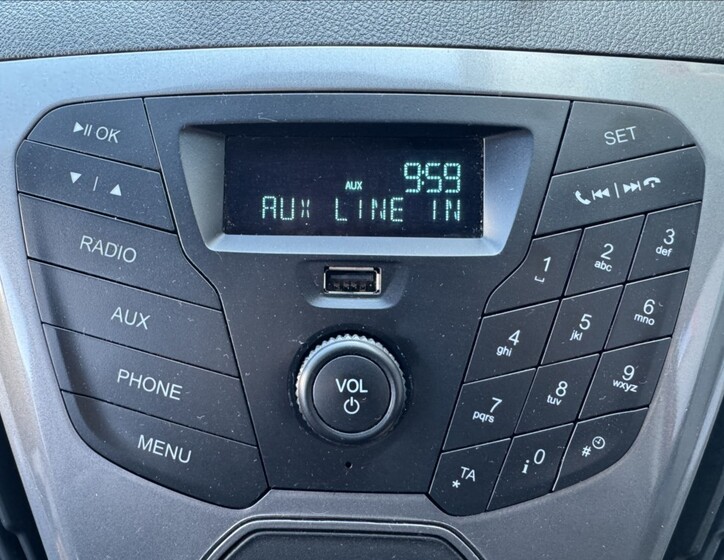 OK
SET
AUX
9:59
AUX LINE IN
RADIO
AUX
PHONE
MENU
VOL
1
2
abc
3
def
4
ghi
5
jkl
6
mno
7
pqrs
8
tuv
9
wxyz
* TA
i 0
#